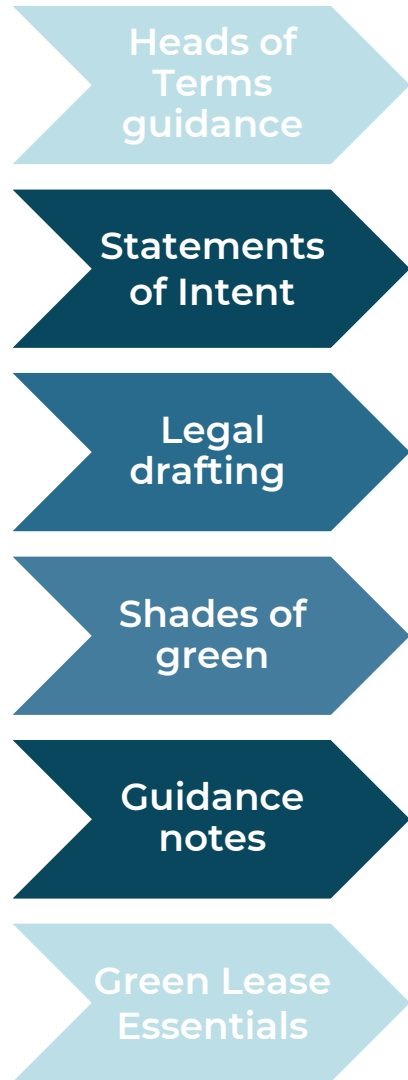 Heads of
Terms
guidance
Statements
of Intent
Legal
drafting
Shades of
green
Guidance
notes
Green Lease
Essentials